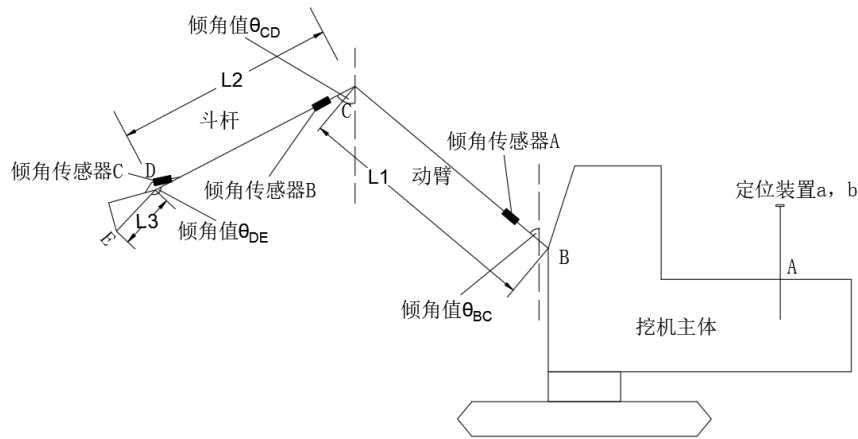 倾角值θCD
L2
C
斗杆
倾角传感器A
倾角传感器C
D
倾角传感器B
L1
动臂
定位装置a，b
L3
倾角值θDE
E
B
A
倾角值θBC
挖机主体